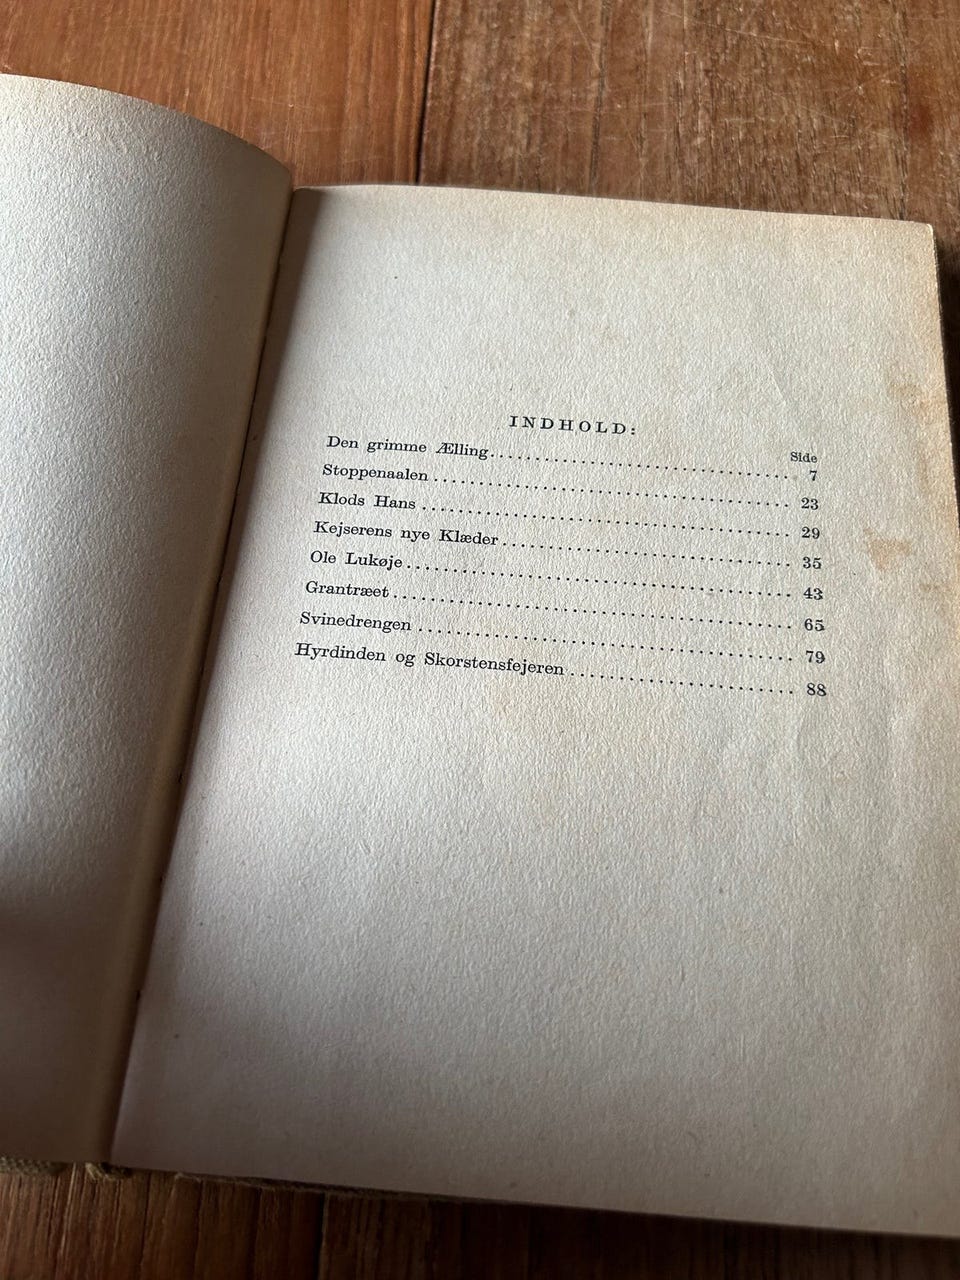 INDHOLD:
Side
Den grimme Ælling 7
Stoppenaalen 23
Klods Hans 29
Kejserens nye Klæder 35
Ole Lukøje 43
Grantræet 65
Svinedrengen 79
Hyrdinden og Skorstensfejeren 88